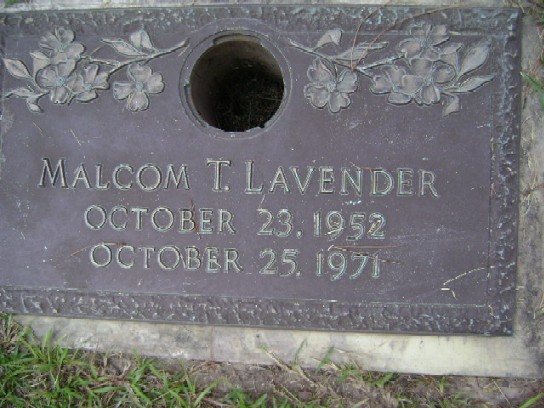 MALCOM T. LAVENDER
OCTOBER 23, 1952
OCTOBER 25, 1971